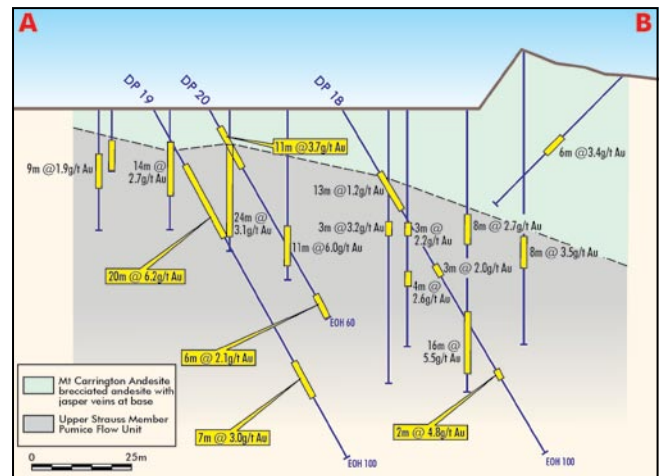 A
B
DP 19
DP 20
DP 18
11m @3.7g/t Au
6m @3.4g/t Au
9m @1.9g/t Au
14m @
2.7g/t Au
13m @1.2g/t Au
24m @
3.1g/t Au
3m @3.2g/t Au
3m @
2.2g/t Au
8m @ 2.7g/t Au
11m @6.0g/t Au
8m @ 3.5g/t Au
20m @ 6.2g/t Au
3m @ 2.0g/t Au
4m @
2.6g/t Au
EOH 60
16m @
5.5g/t Au
6m @ 2.1g/t Au
Mt Carrington Andesite
brecciated andesite with
jasper veins at base
Upper Strauss Member
Pumice Flow Unit
7m @ 3.0g/t Au
2m @ 4.8g/t Au
0
25m
EOH 100
EOH 100